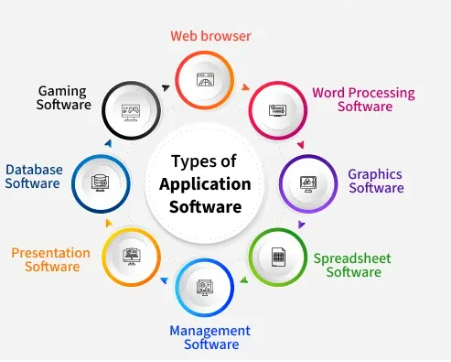 Types of
Application
Software
Web browser
Word Processing
Software
Graphics
Software
Spreadsheet
Software
Management
Software
Presentation
Software
Database
Software
Gaming
Software